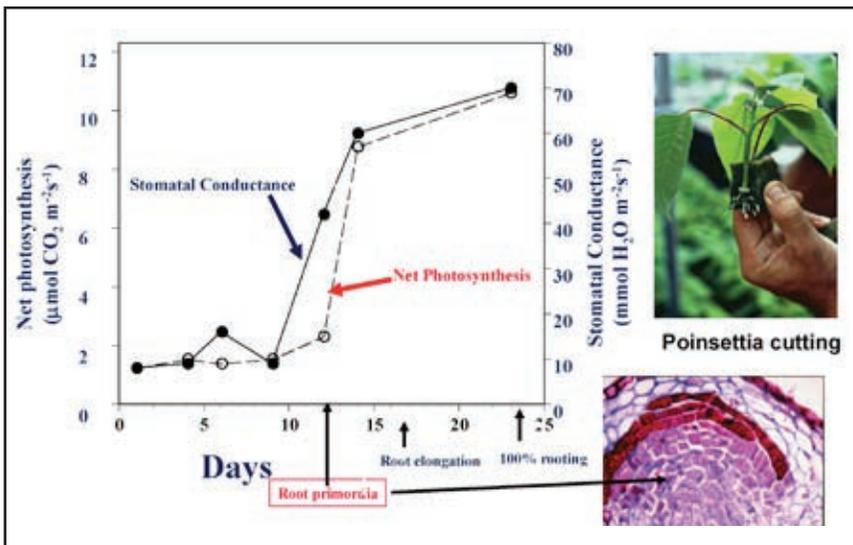 12
10
8
6
4
2
0
Net photosynthesis
(μmol CO₂ m⁻²s⁻¹)
Stomatal Conductance
Net Photosynthesis
80
70
60
50
40
30
20
10
0
Stomatal Conductance
(mmol H₂O m⁻²s⁻¹)
0 5 10 15 20 25
Days
Root elongation
100% rooting
Root primordia
Poinsettia cutting